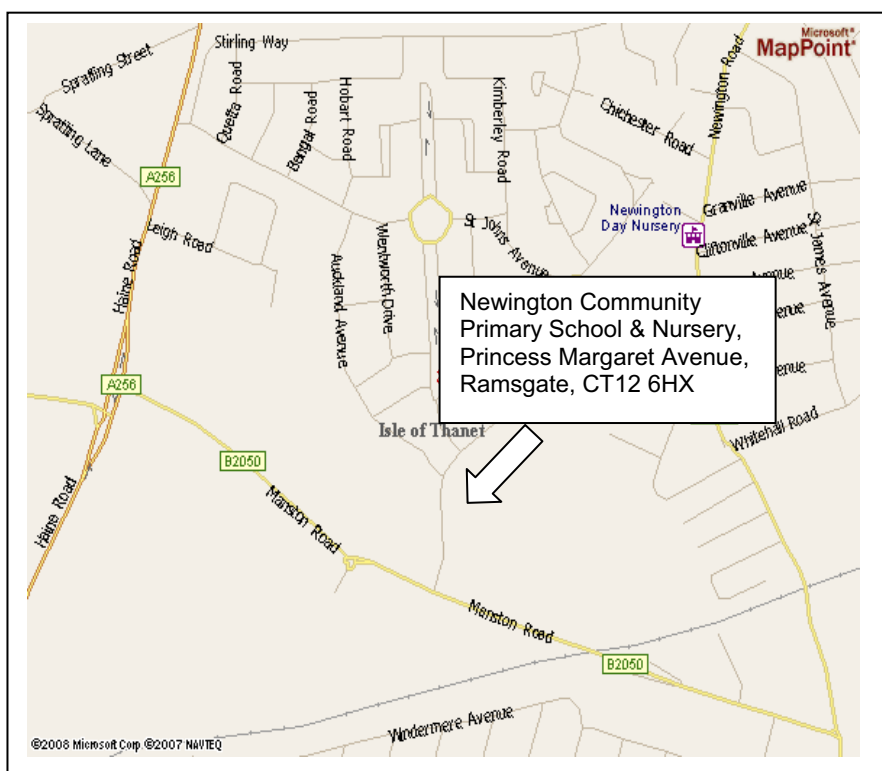 Microsoft®
MapPoint®
Stirling Way
Spratling Street
Quetta Road
Bengal Road
Hobart Road
Kimberley Road
Chichester Road
Newington Road
Spratling Lane
A256
Leigh Road
Haine Road
Newington
Day Nursery
Granville Avenue
Cliftonville Avenue
St James Avenue
St Johns Avenue
Wentworth Drive
Auckland Avenue
Avenue
Avenue
Newington Community
Primary School & Nursery,
Princess Margaret Avenue,
Ramsgate, CT12 6HX
A256
Isle of Thanet
Whitehall Road
B2050
Manston Road
Haine Road
Manston Road
B2050
Windermere Avenue
©2008 Microsoft Corp ©2007 NAVTEQ